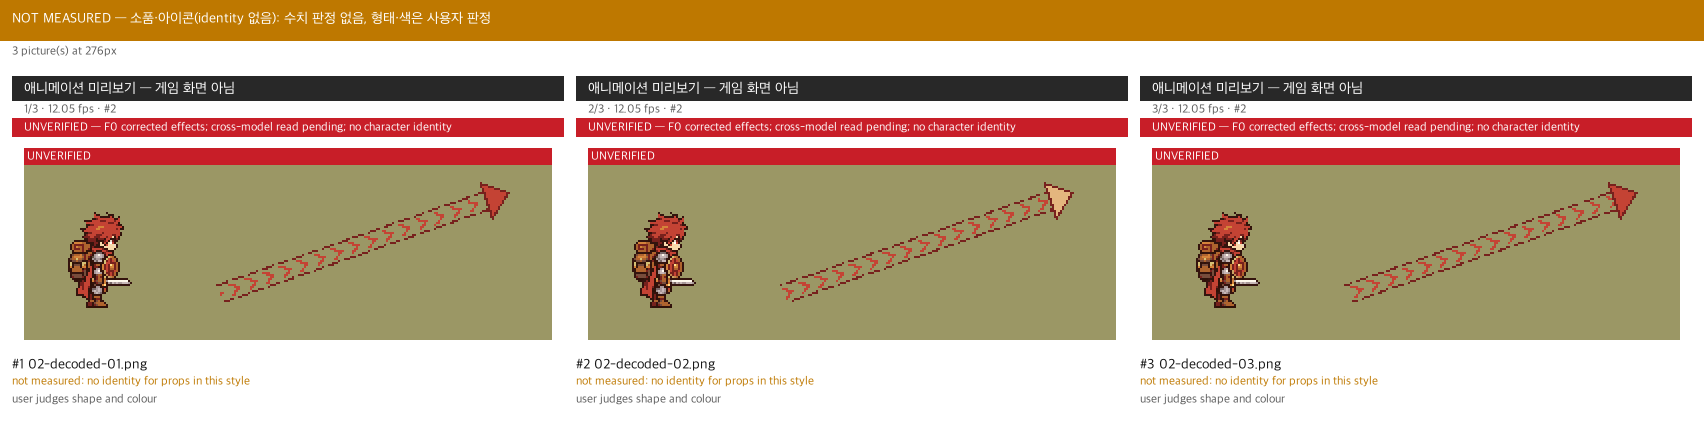 NOT MEASURED — 소품·아이콘(identity 없음): 수치 판정 없음, 형태·색은 사용자 판정
3 picture(s) at 276px
애니메이션 미리보기 — 게임 화면 아님
1/3 · 12.05 fps · #2
UNVERIFIED — F0 corrected effects; cross-model read pending; no character identity
UNVERIFIED
#1 02-decoded-01.png
not measured: no identity for props in this style
user judges shape and colour
애니메이션 미리보기 — 게임 화면 아님
2/3 · 12.05 fps · #2
UNVERIFIED — F0 corrected effects; cross-model read pending; no character identity
UNVERIFIED
#2 02-decoded-02.png
not measured: no identity for props in this style
user judges shape and colour
애니메이션 미리보기 — 게임 화면 아님
3/3 · 12.05 fps · #2
UNVERIFIED — F0 corrected effects; cross-model read pending; no character identity
UNVERIFIED
#3 02-decoded-03.png
not measured: no identity for props in this style
user judges shape and colour